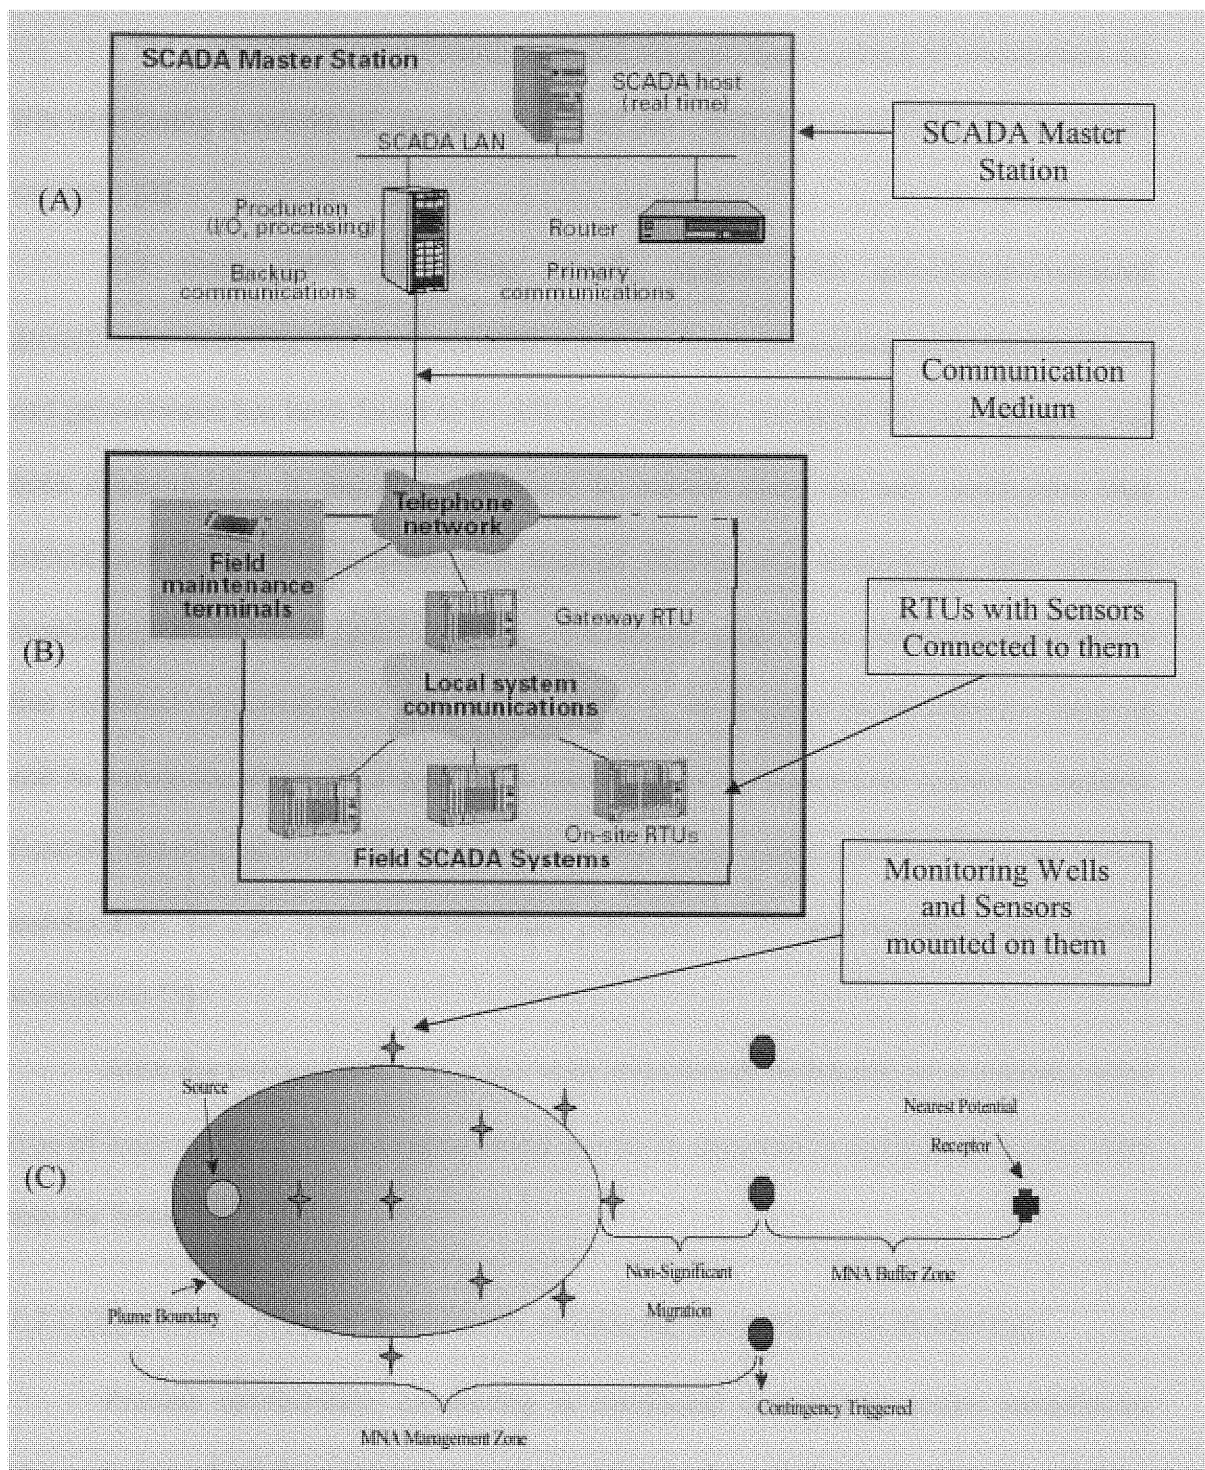 SCADA Master Station
SCADA host
(real time)
SCADA LAN
SCADA Master
Station
(A)
Production
(I/O, processing)
Router
Backup
communications
Primary
communications
Communication
Medium
Telephone
network
Field
maintenance
terminals
Gateway RTU
RTUs with Sensors
Connected to them
(B)
Local system
communications
On-site RTUs
Field SCADA Systems
Monitoring Wells
and Sensors
mounted on them
Source
Nearest Potential
Receptor
(C)
Non-Significant
Migration
MNA Buffer Zone
Plume Boundary
Contingency Triggered
MNA Management Zone